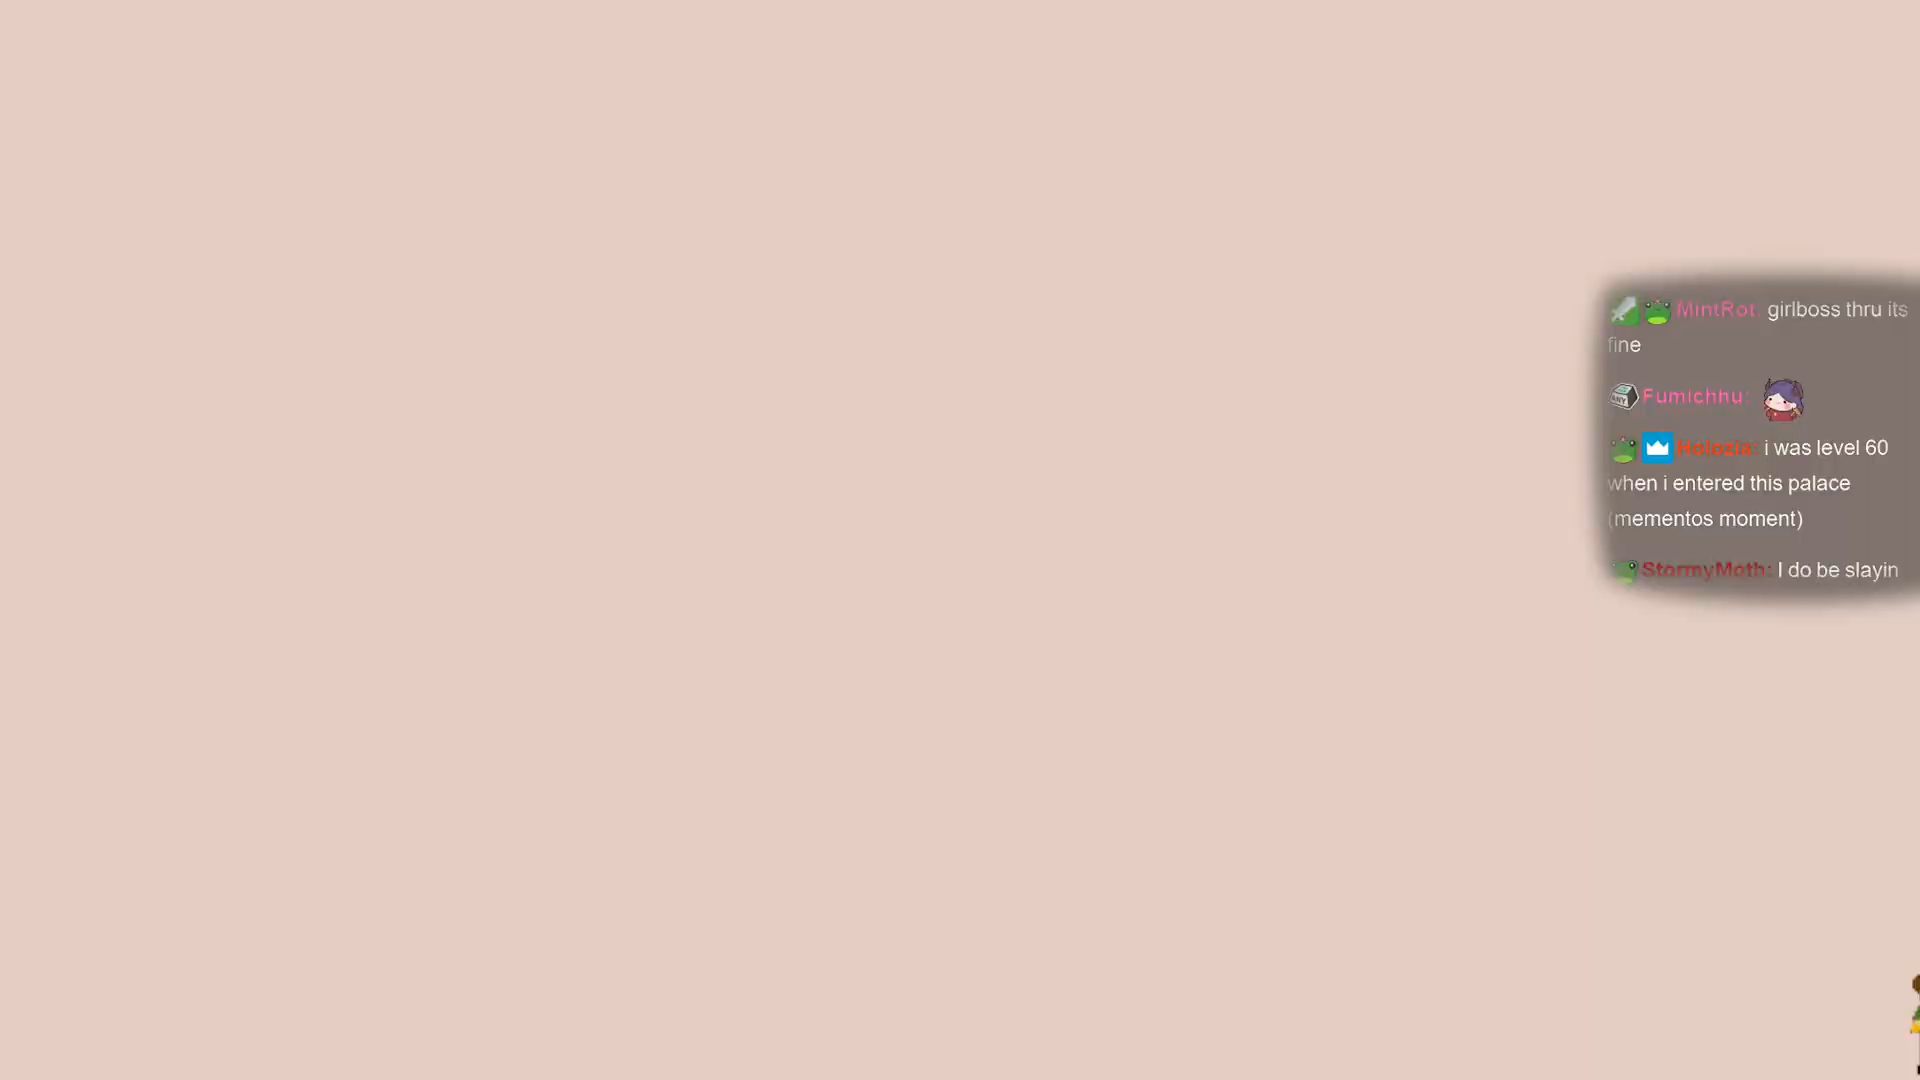 MintRot: girlboss thru its
fine
Fumichhu:
Holozia: i was level 60
when i entered this palace
(mementos moment)
StormyMoth: I do be slayin